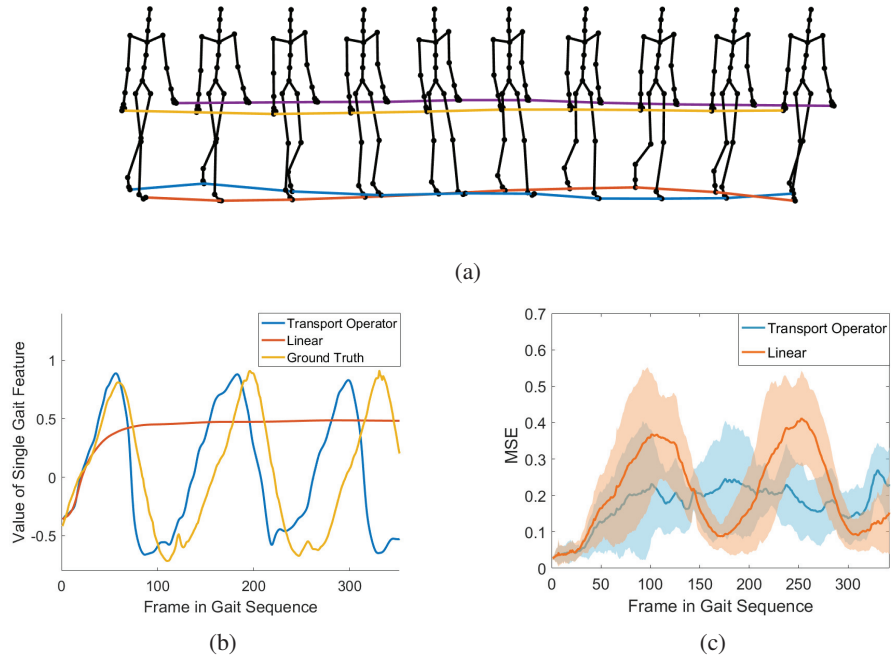 (a)
Value of Single Gait Feature
1
0.5
0
-0.5
0
100
200
300
Frame in Gait Sequence
Transport Operator
Linear
Ground Truth
(b)
MSE
0.7
0.6
0.5
0.4
0.3
0.2
0.1
0
0
50
100
150
200
250
300
Frame in Gait Sequence
Transport Operator
Linear
(c)